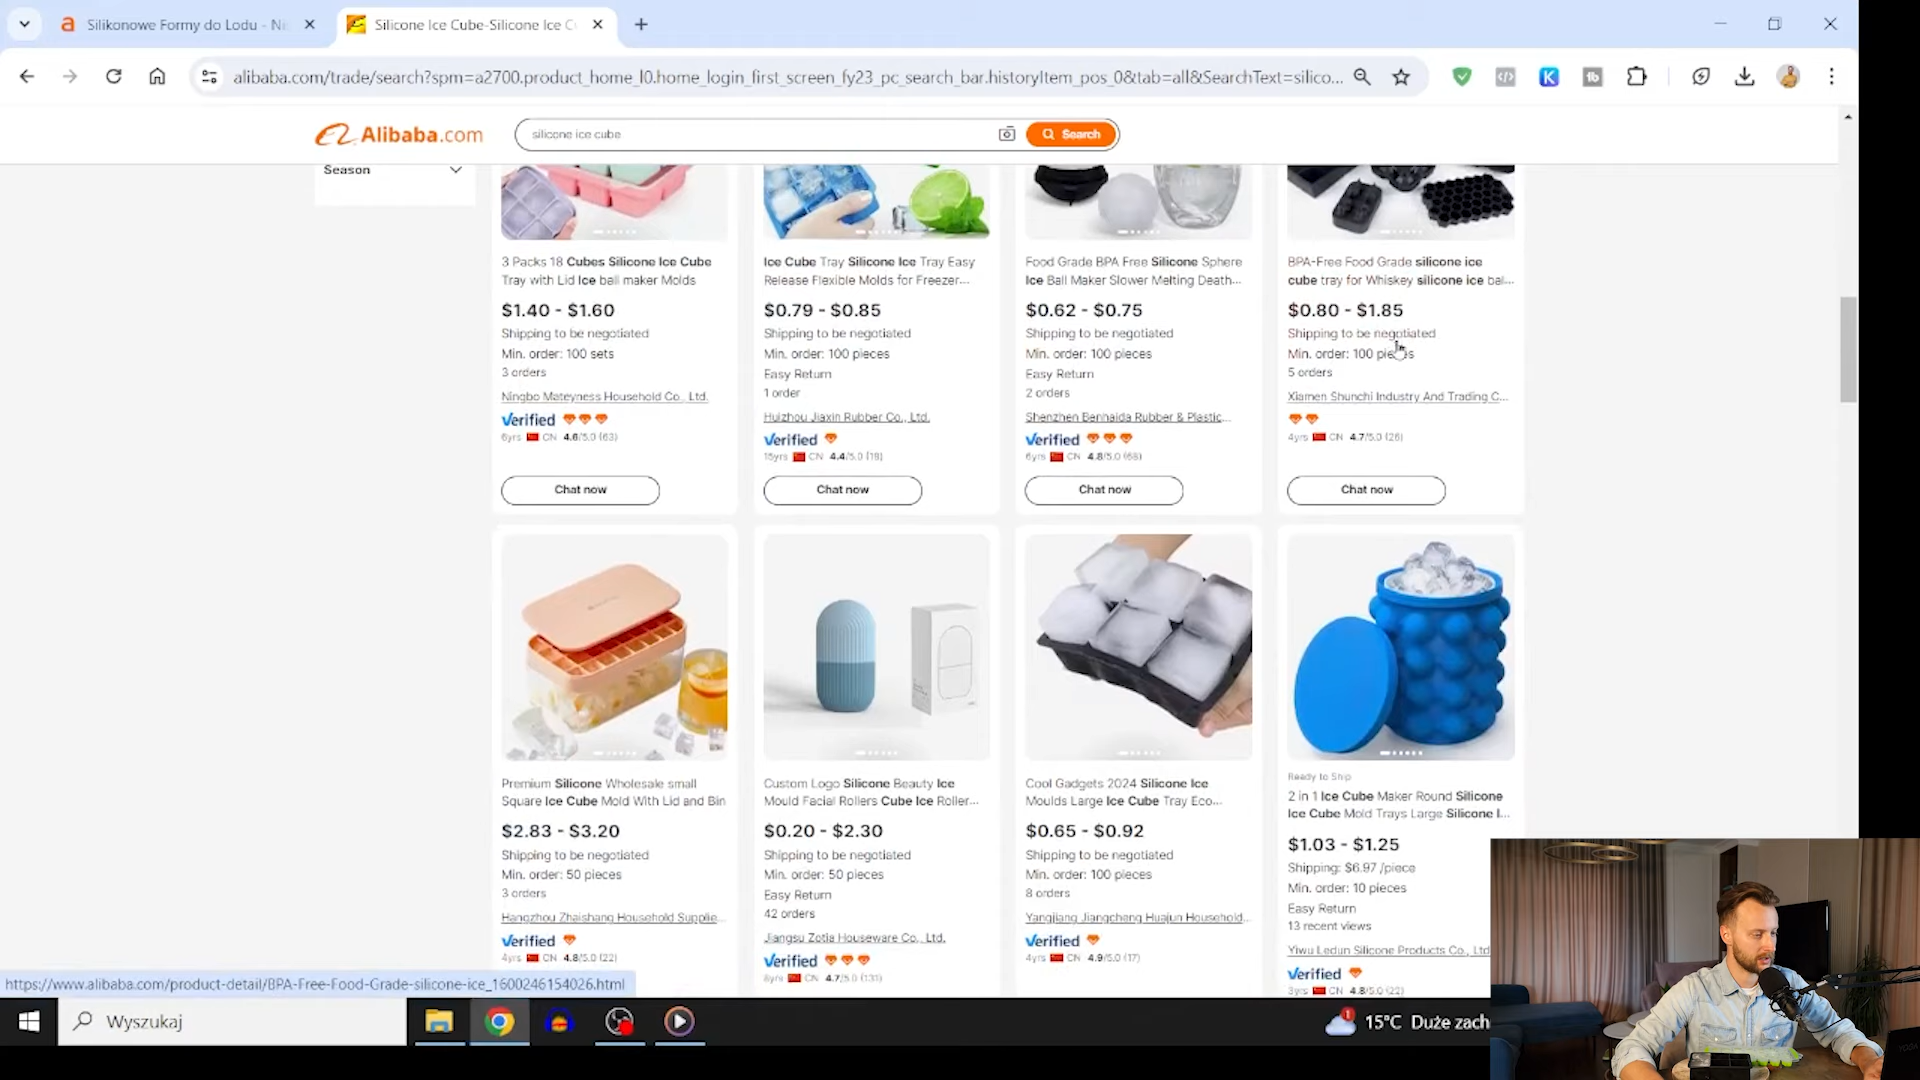 Silikonowe Formy do Lodu - Ni
Silicone Ice Cube-Silicone Ice C
alibaba.com/trade/search?spm=a2700.product_home_l0.home_login_first_screen_fy23_pc_search_bar.historyItem_pos_0&tab=all&SearchText=silico...
Alibaba.com
silicone ice cube
Search
Season
3 Packs 18 Cubes Silicone Ice Cube
Tray with Lid Ice ball maker Molds
$1.40 - $1.60
Shipping to be negotiated
Min. order: 100 sets
3 orders
Ningbo Mateyness Household Co., Ltd.
Verified
6yrs CN 4.6/5.0 (63)
Chat now
Ice Cube Tray Silicone Ice Tray Easy
Release Flexible Molds for Freezer...
$0.79 - $0.85
Shipping to be negotiated
Min. order: 100 pieces
Easy Return
1 order
Huizhou Jiaxin Rubber Co., Ltd.
Verified
15yrs CN 4.4/5.0 (19)
Chat now
Food Grade BPA Free Silicone Sphere
Ice Ball Maker Slower Melting Death...
$0.62 - $0.75
Shipping to be negotiated
Min. order: 100 pieces
Easy Return
2 orders
Shenzhen Benhaida Rubber & Plastic...
Verified
6yrs CN 4.8/5.0 (68)
Chat now
BPA-Free Food Grade silicone ice
cube tray for Whiskey silicone ice bal...
$0.80 - $1.85
Shipping to be negotiated
Min. order: 100 pieces
5 orders
Xiamen Shunchi Industry And Trading C...
4yrs CN 4.7/5.0 (26)
Chat now
Premium Silicone Wholesale small
Square Ice Cube Mold With Lid and Bin
$2.83 - $3.20
Shipping to be negotiated
Min. order: 50 pieces
3 orders
Hangzhou Zhaishang Household Supplie...
Verified
4yrs CN 4.8/5.0 (22)
Custom Logo Silicone Beauty Ice
Mould Facial Rollers Cube Ice Roller...
$0.20 - $2.30
Shipping to be negotiated
Min. order: 50 pieces
Easy Return
42 orders
Jiangsu Zotia Houseware Co., Ltd.
Verified
8yrs CN 4.7/5.0 (131)
Cool Gadgets 2024 Silicone Ice
Moulds Large Ice Cube Tray Eco...
$0.65 - $0.92
Shipping to be negotiated
Min. order: 100 pieces
8 orders
Yangjiang Jiangcheng Huajun Household...
Verified
4yrs CN 4.9/5.0 (17)
Ready to Ship
2 in 1 Ice Cube Maker Round Silicone
Ice Cube Mold Trays Large Silicone I...
$1.03 - $1.25
Shipping: $6.97 /piece
Min. order: 10 pieces
Easy Return
13 recent views
Yiwu Ledun Silicone Products Co., Ltd
Verified
3yrs CN 4.8/5.0 (22)
https://www.alibaba.com/product-detail/BPA-Free-Food-Grade-silicone-ice_1600246154026.html
Wyszukaj
15°C Duże zach